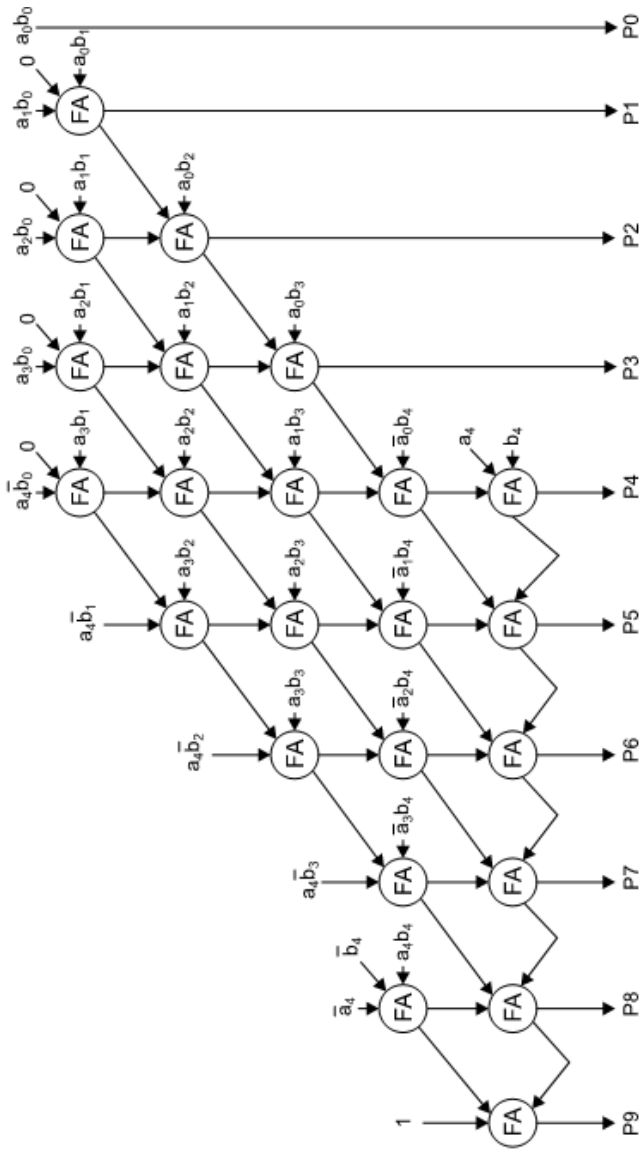 a₄b̄₀ 0 a₃b₀ 0 a₂b₀ 0 a₁b₀ 0 a₀b₀
FA a₃b₁ FA a₂b₁ FA a₁b₁ FA a₀b₁
a₄b̄₁ FA a₃b₂ FA a₂b₂ FA a₁b₂ FA a₀b₂
a₄b̄₂ FA a₃b₃ FA a₂b₃ FA a₁b₃ FA a₀b₃
ā₄ b̄₄ a₄b̄₃
FA a₄b₄ FA ā₃b₄ FA ā₂b₄ FA ā₁b₄ FA ā₀b₄
1 a₄ b₄
FA FA FA FA FA FA
P9 P8 P7 P6 P5 P4 P3 P2 P1 P0